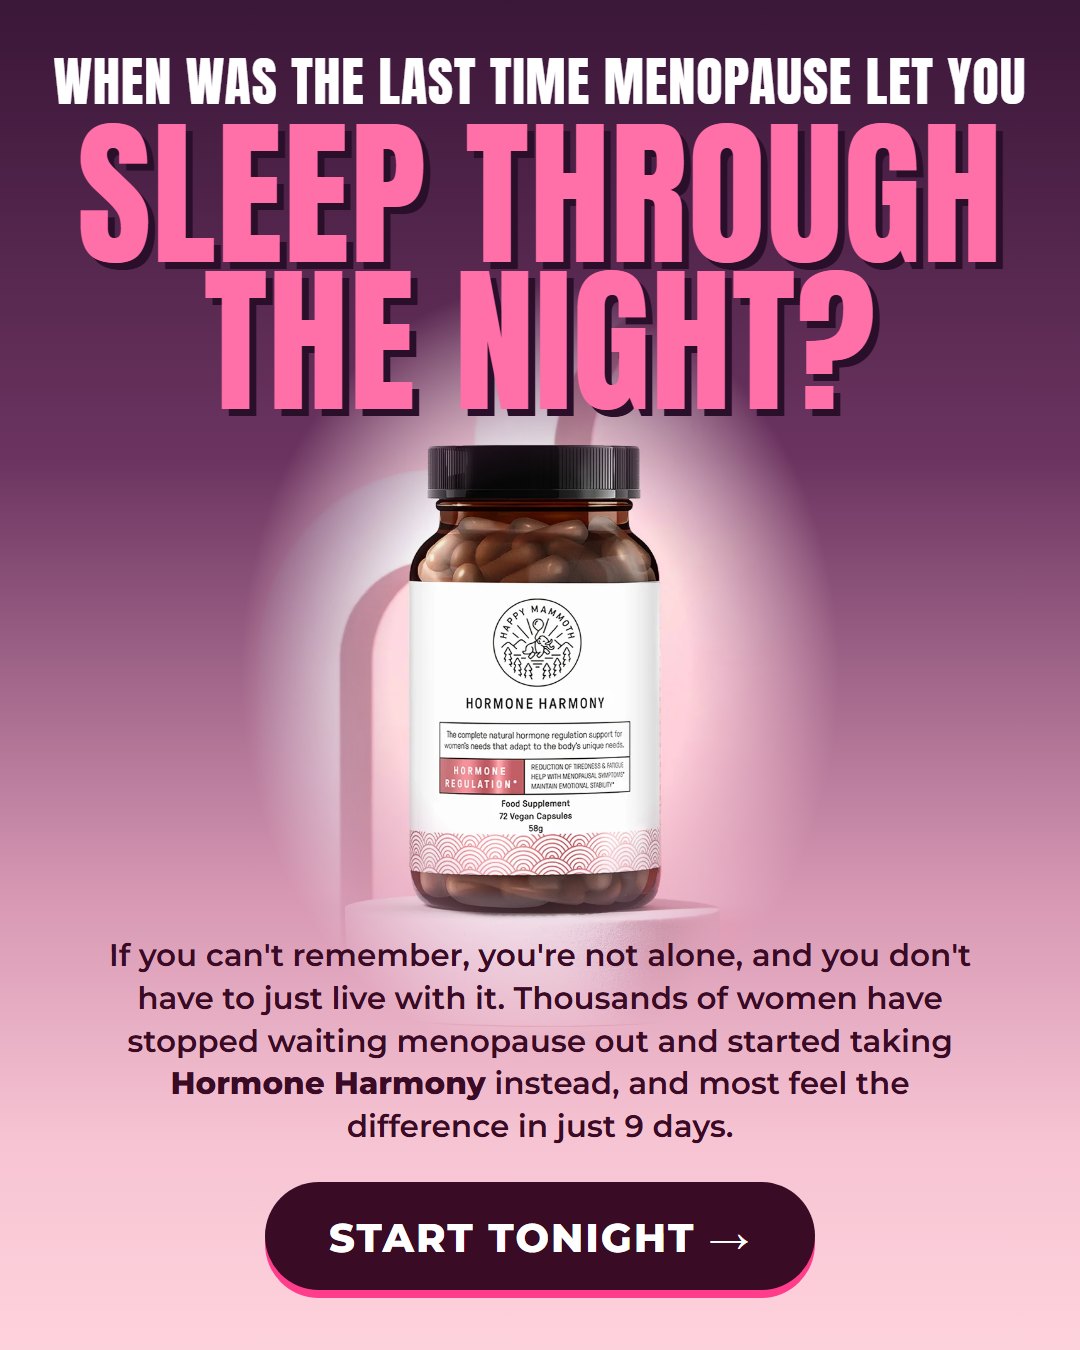 WHEN WAS THE LAST TIME MENOPAUSE LET YOU
SLEEP THROUGH
THE NIGHT?
HAPPY MAMMOTH
HORMONE HARMONY
The complete natural hormone regulation support for
women's needs that adapt to the body's unique needs.
HORMONE
REGULATION*
REDUCTION OF TIREDNESS & FATIGUE
HELP WITH MENOPAUSAL SYMPTOMS*
MAINTAIN EMOTIONAL STABILITY*
Food Supplement
72 Vegan Capsules
58g
If you can't remember, you're not alone, and you don't
have to just live with it. Thousands of women have
stopped waiting menopause out and started taking
Hormone Harmony instead, and most feel the
difference in just 9 days.
START TONIGHT →